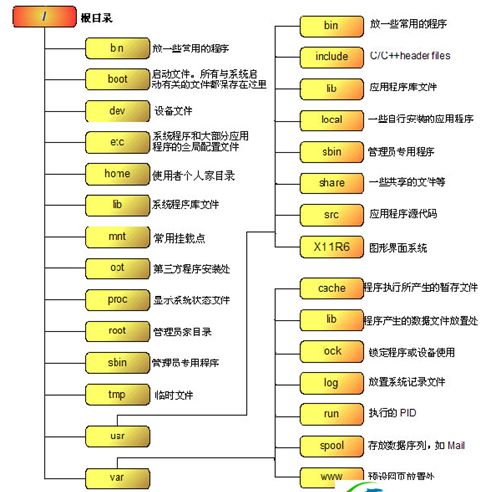 / 根目录
bin 放一些常用的程序
boot 启动文件。所有与系统启
动有关的文件都保存在这里
dev 设备文件
etc 系统程序和大部分应用
程序的全局配置文件
home 使用者个人家目录
lib 系统程序库文件
mnt 常用挂载点
opt 第三方程序安装处
proc 显示系统状态文件
root 管理员家目录
sbin 管理员专用程序
tmp 临时文件
usr
var
bin 放一些常用的程序
include C/C++header files
lib 应用程序库文件
local 一些自行安装的应用程序
sbin 管理员专用程序
share 一些共享的文件等
src 应用程序源代码
X11R6 图形界面系统
cache 程序执行所产生的暂存文件
lib 程序产生的数据文件放置处
ock 锁定程序或设备使用
log 放置系统记录文件
run 执行的 PID
spool 存放数据序列，如 Mail
www 预设网页放置处